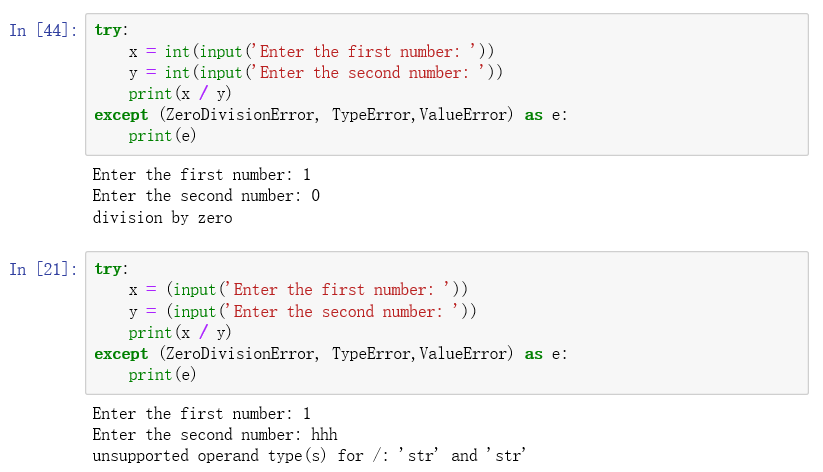 In [44]: try:
    x = int(input('Enter the first number: '))
    y = int(input('Enter the second number: '))
    print(x / y)
except (ZeroDivisionError, TypeError,ValueError) as e:
    print(e)
Enter the first number: 1
Enter the second number: 0
division by zero
In [21]: try:
    x = (input('Enter the first number: '))
    y = (input('Enter the second number: '))
    print(x / y)
except (ZeroDivisionError, TypeError,ValueError) as e:
    print(e)
Enter the first number: 1
Enter the second number: hhh
unsupported operand type(s) for /: 'str' and 'str'